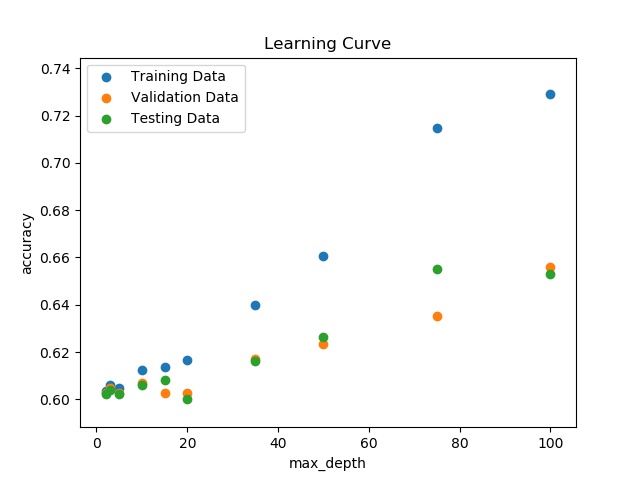 Learning Curve
Training Data
Validation Data
Testing Data
accuracy
0.74
0.72
0.70
0.68
0.66
0.64
0.62
0.60
0 20 40 60 80 100
max_depth